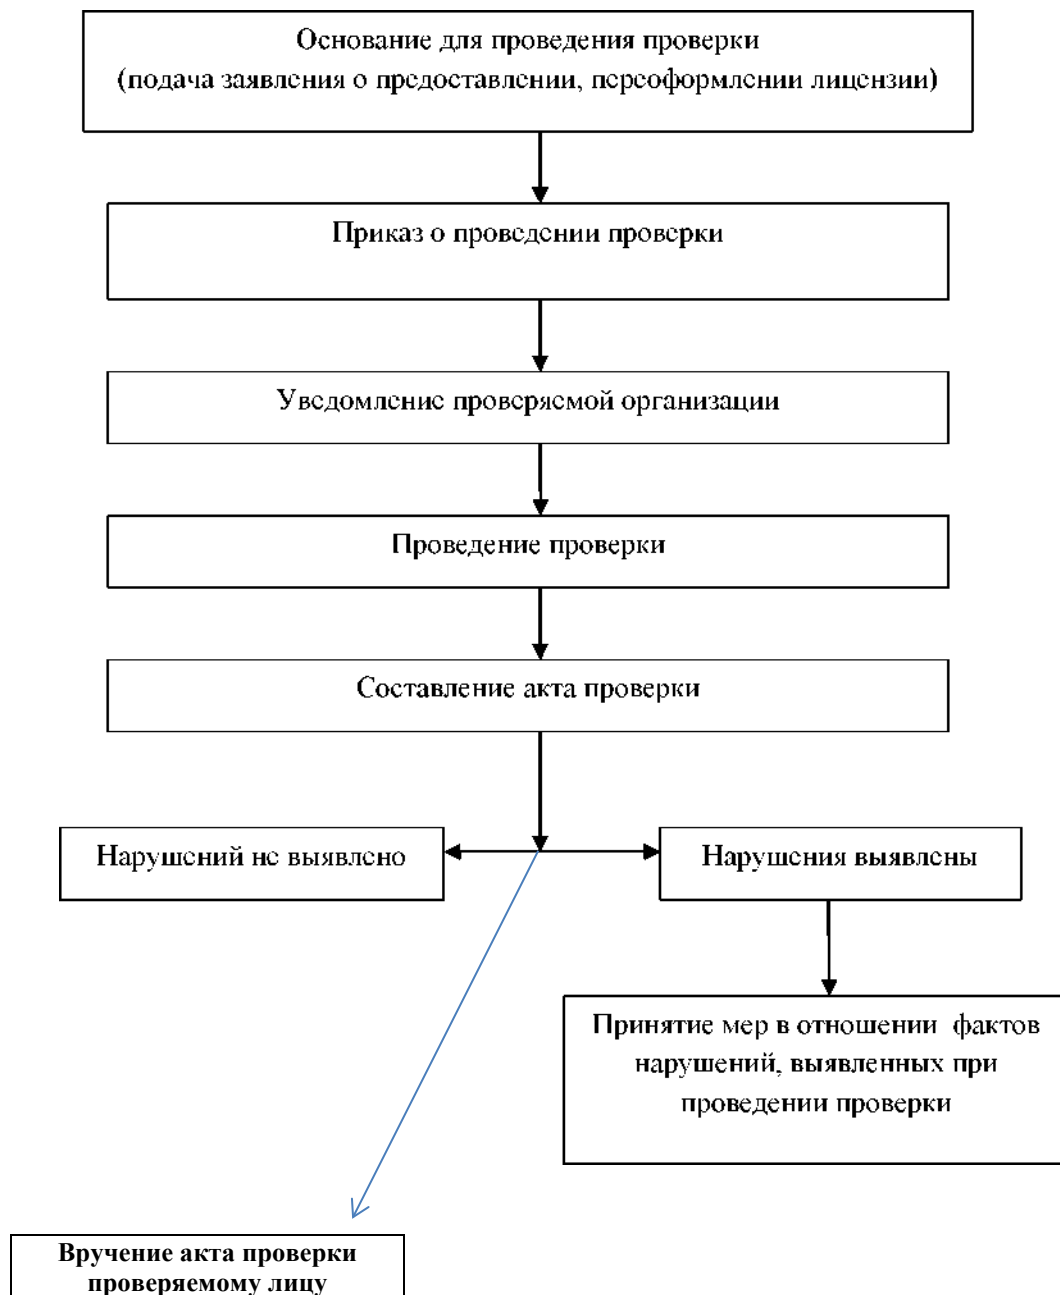 Основание для проведения проверки
(подача заявления о предоставлении, переоформлении лицензии)
Приказ о проведении проверки
Уведомление проверяемой организации
Проведение проверки
Составление акта проверки
Нарушений не выявлено
Нарушения выявлены
Принятие мер в отношении фактов
нарушений, выявленных при
проведении проверки
Вручение акта проверки
проверяемому лицу